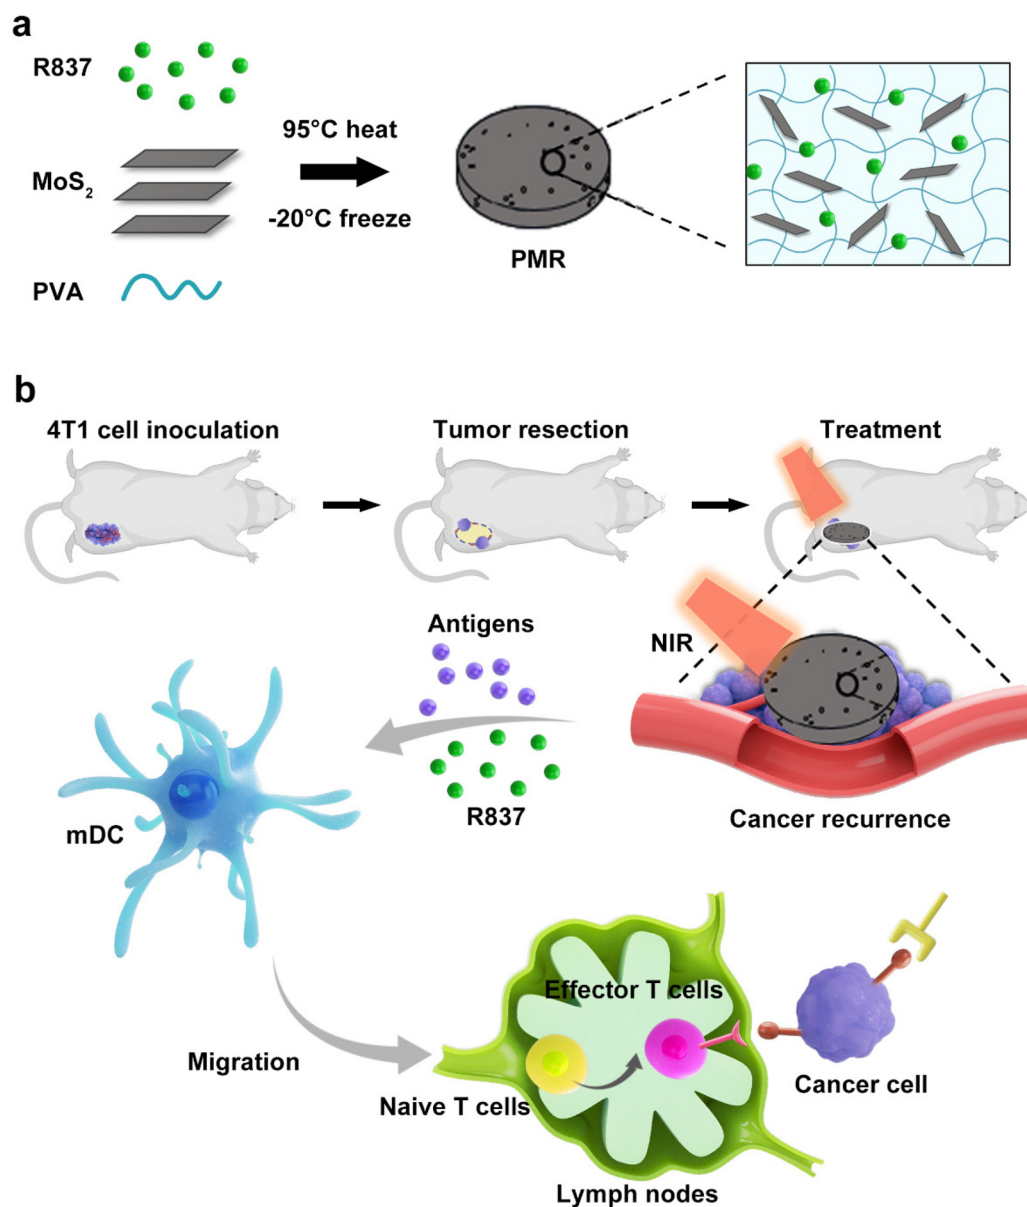 a
R837
MoS₂
PVA
95°C heat
-20°C freeze
PMR
b
4T1 cell inoculation
Tumor resection
Treatment
NIR
Antigens
R837
mDC
Cancer recurrence
Migration
Effector T cells
Naive T cells
Cancer cell
Lymph nodes